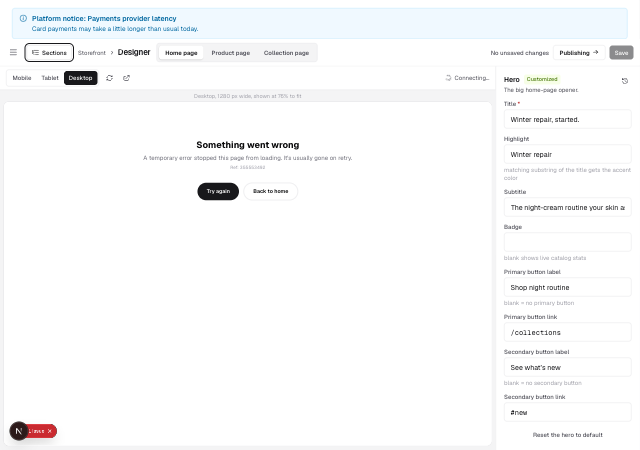 Platform notice: Payments provider latency
Card payments may take a little longer than usual today.
Sections
Storefront
Designer
Home page
Product page
Collection page
No unsaved changes
Publishing
Save
Mobile
Tablet
Desktop
Connecting…
Desktop, 1280 px wide, shown at 76% to fit
Something went wrong
A temporary error stopped this page from loading. It's usually gone on retry.
Try again
Back to home
Hero
Customized
The big home-page opener.
Title *
Winter repair, started.
Highlight
Winter repair
matching substring of the title gets the accent
color
Subtitle
The night-cream routine your skin a
Badge
blank shows live catalog stats
Primary button label
Shop night routine
blank = no primary button
Primary button link
/collections
Secondary button label
See what's new
blank = no secondary button
Secondary button link
#new
Reset the hero to default
N